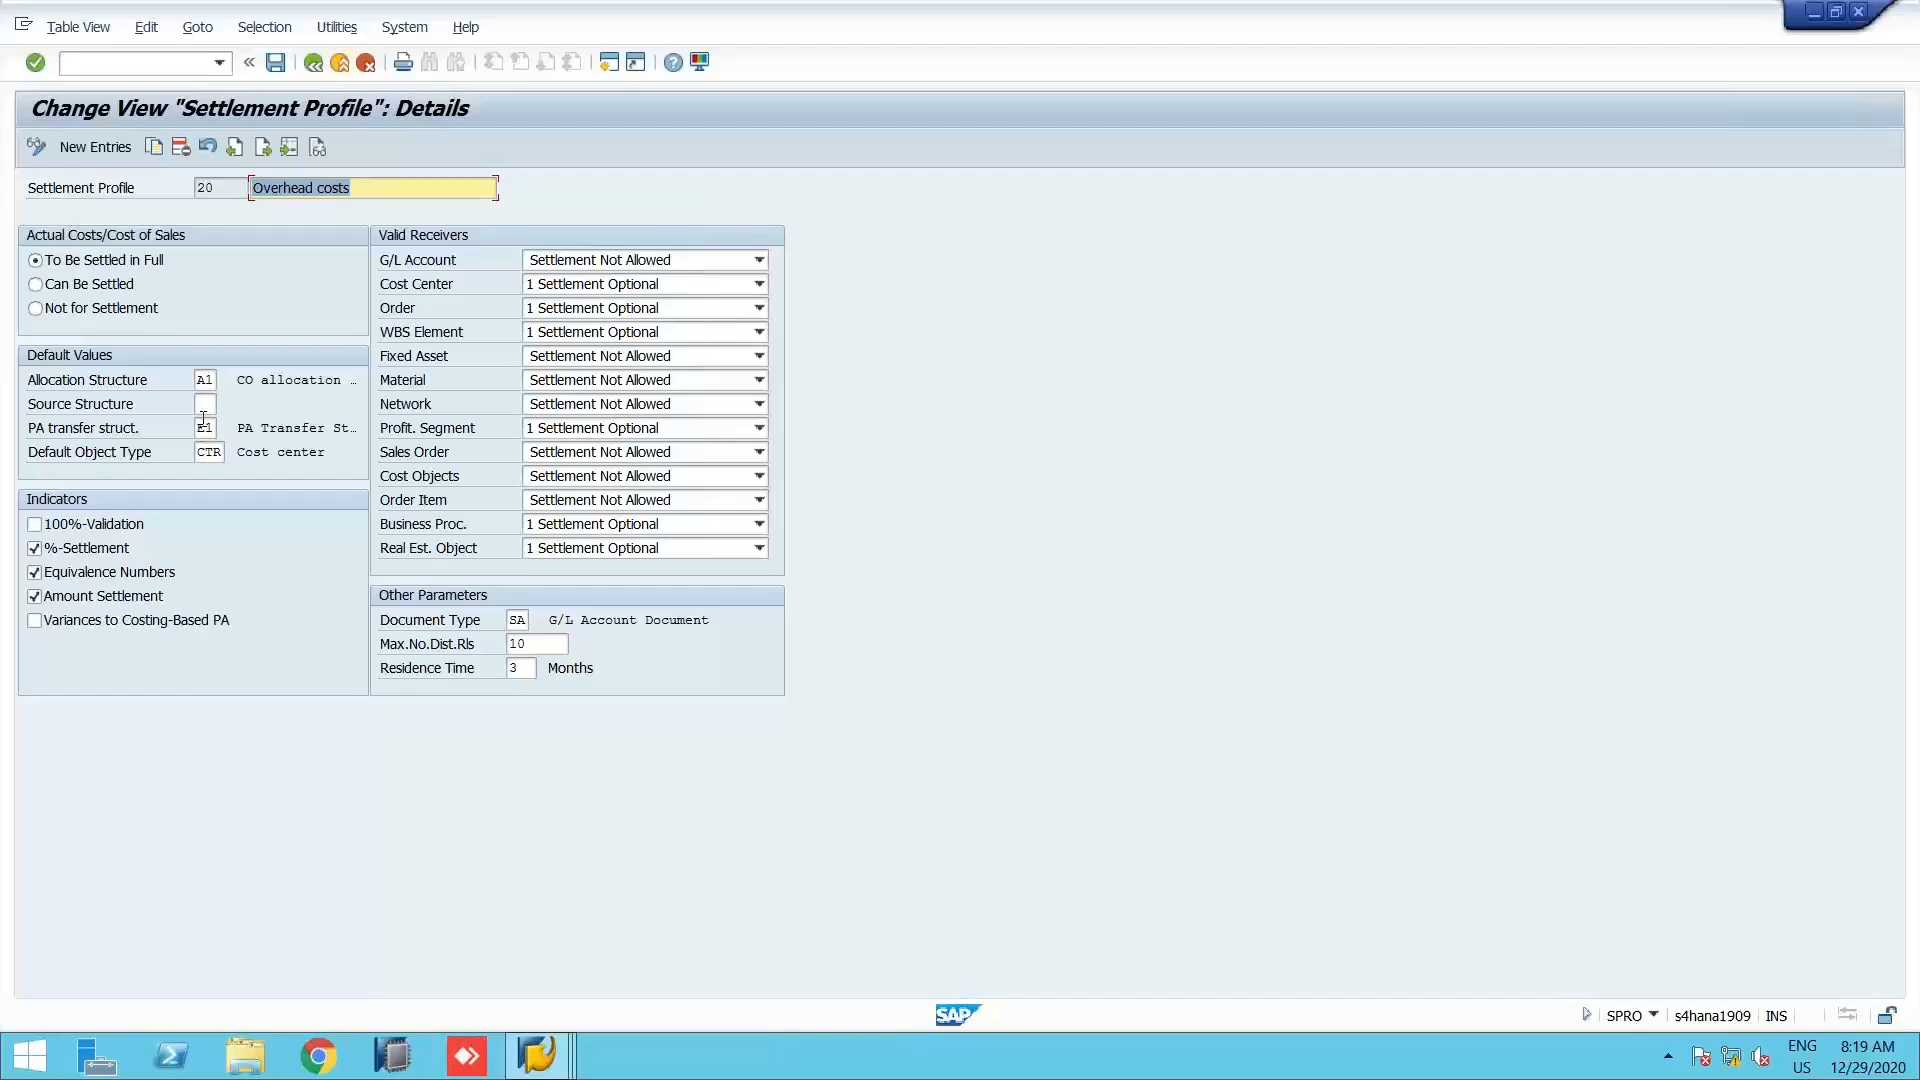 Table View Edit Goto Selection Utilities System Help
Change View "Settlement Profile": Details
New Entries
Settlement Profile 20 Overhead costs
Actual Costs/Cost of Sales
To Be Settled in Full
Can Be Settled
Not for Settlement
Default Values
Allocation Structure A1 CO allocation …
Source Structure
PA transfer struct. E1 PA Transfer St…
Default Object Type CTR Cost center
Indicators
100%-Validation
%-Settlement
Equivalence Numbers
Amount Settlement
Variances to Costing-Based PA
Valid Receivers
G/L Account Settlement Not Allowed
Cost Center 1 Settlement Optional
Order 1 Settlement Optional
WBS Element 1 Settlement Optional
Fixed Asset Settlement Not Allowed
Material Settlement Not Allowed
Network Settlement Not Allowed
Profit. Segment 1 Settlement Optional
Sales Order Settlement Not Allowed
Cost Objects Settlement Not Allowed
Order Item Settlement Not Allowed
Business Proc. 1 Settlement Optional
Real Est. Object 1 Settlement Optional
Other Parameters
Document Type SA G/L Account Document
Max.No.Dist.Rls 10
Residence Time 3 Months
SAP
SPRO s4hana1909 INS
ENG 8:19 AM
US 12/29/2020